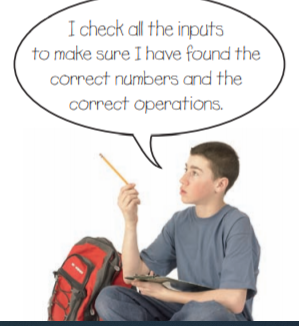 I check all the inputs
to make sure I have found the
correct numbers and the
correct operations.